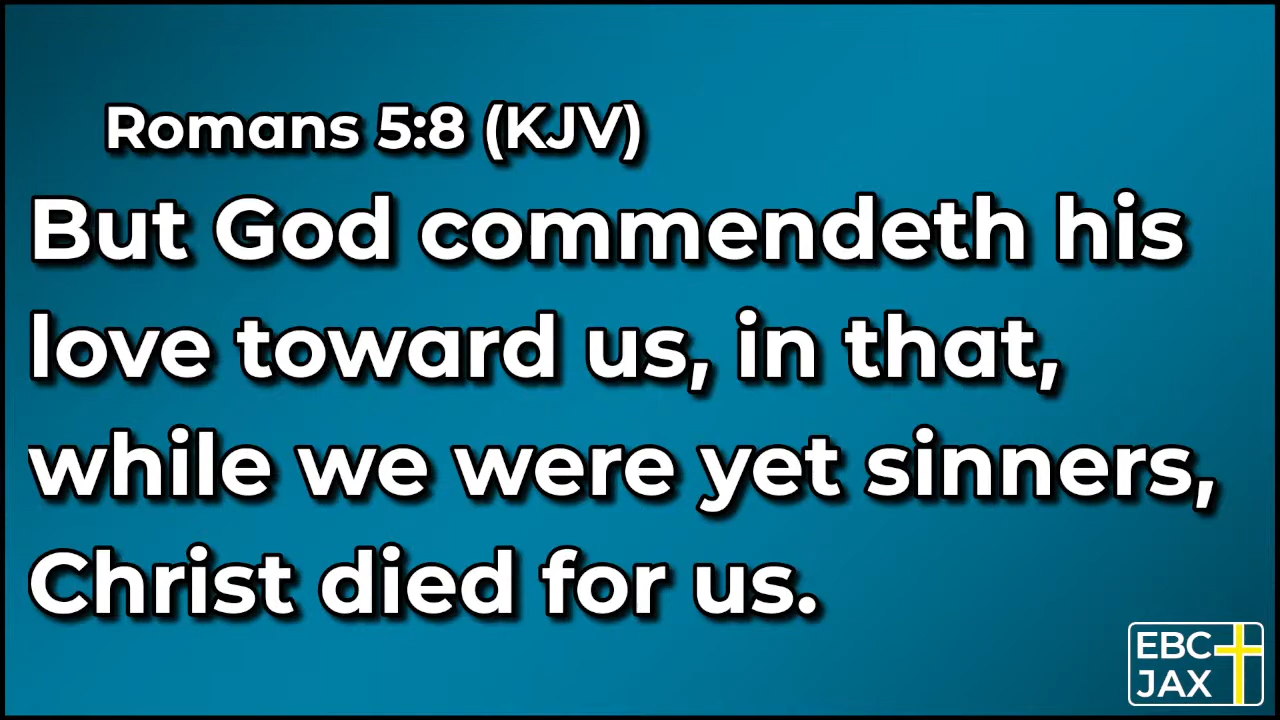 Romans 5:8 (KJV)
But God commendeth his
love toward us, in that,
while we were yet sinners,
Christ died for us.
EBC
JAX